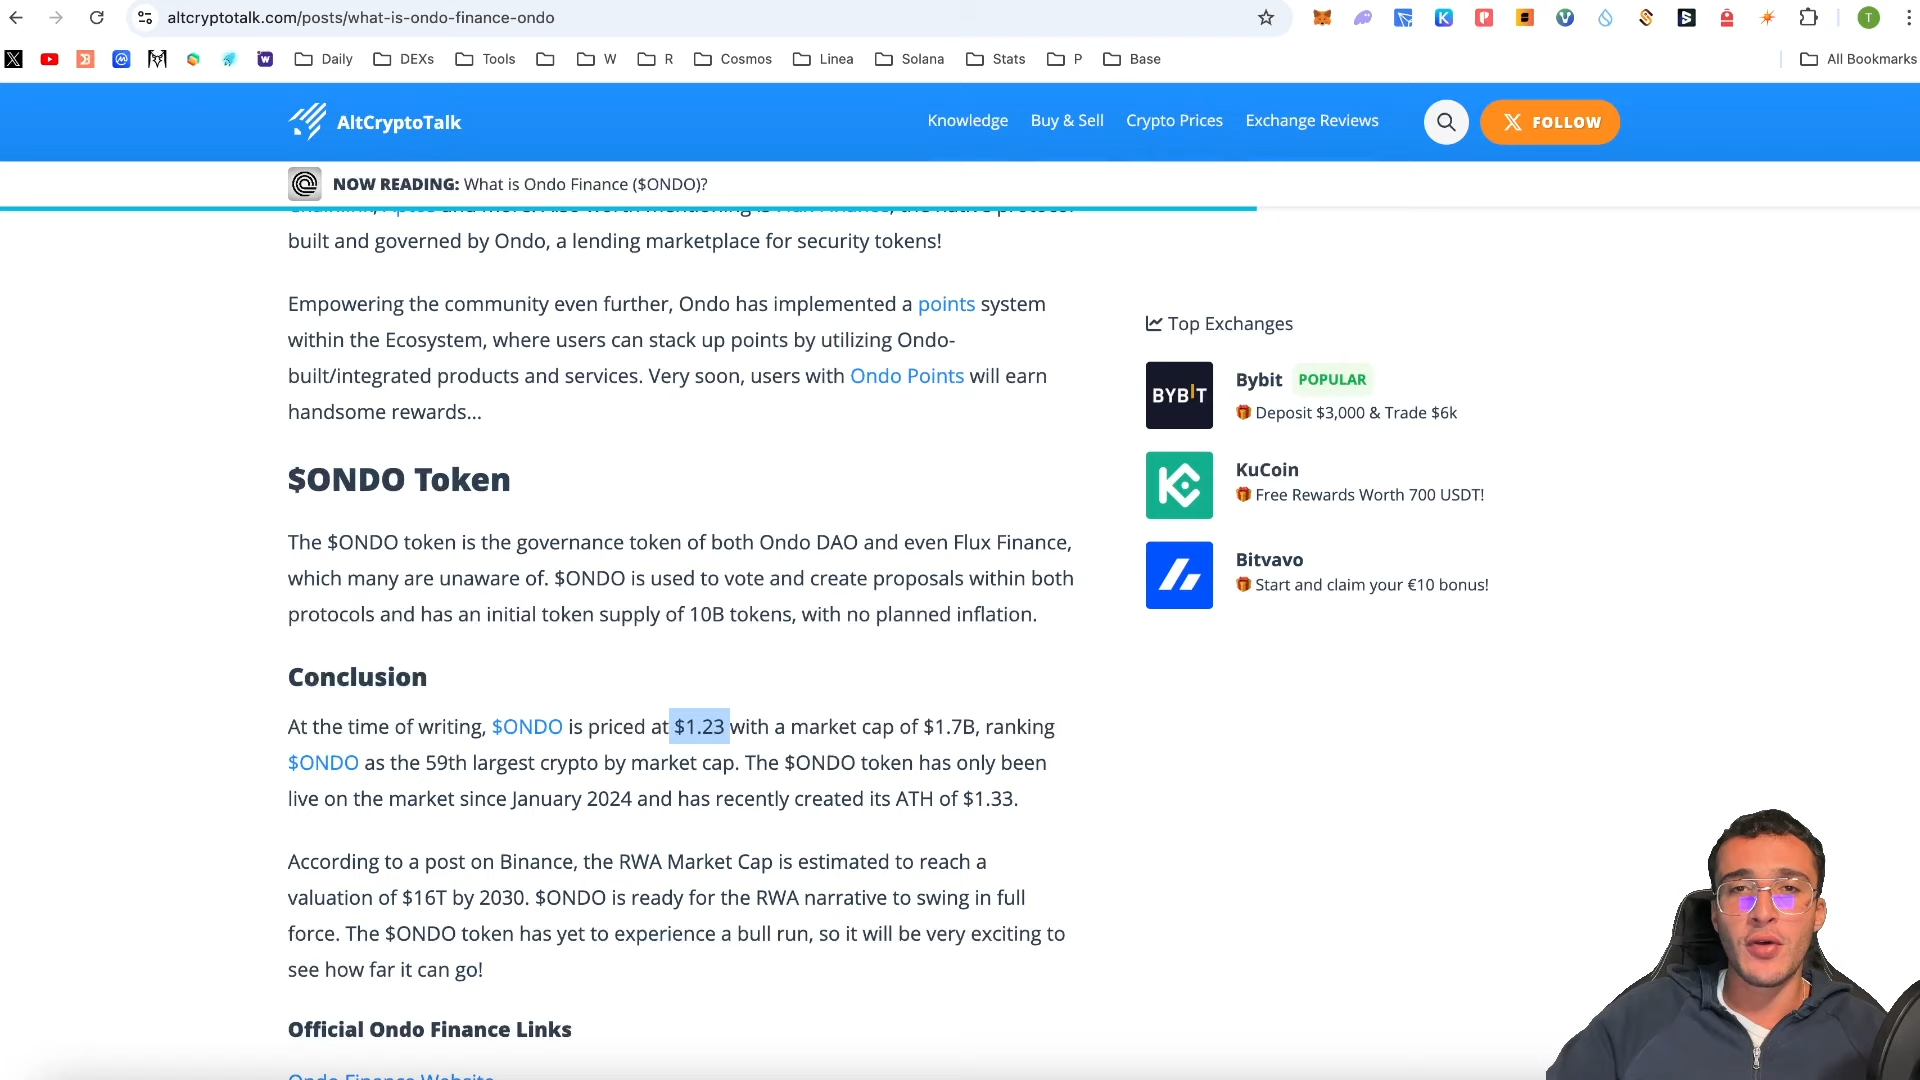 altcryptotalk.com/posts/what-is-ondo-finance-ondo
T
Daily
DEXs
Tools
W
R
Cosmos
Linea
Solana
Stats
P
Base
All Bookmarks
AltCryptoTalk
Knowledge
Buy & Sell
Crypto Prices
Exchange Reviews
FOLLOW
NOW READING: What is Ondo Finance ($ONDO)?
built and governed by Ondo, a lending marketplace for security tokens!
Empowering the community even further, Ondo has implemented a points system
within the Ecosystem, where users can stack up points by utilizing Ondo-
built/integrated products and services. Very soon, users with Ondo Points will earn
handsome rewards...
$ONDO Token
The $ONDO token is the governance token of both Ondo DAO and even Flux Finance,
which many are unaware of. $ONDO is used to vote and create proposals within both
protocols and has an initial token supply of 10B tokens, with no planned inflation.
Conclusion
At the time of writing, $ONDO is priced at $1.23 with a market cap of $1.7B, ranking
$ONDO as the 59th largest crypto by market cap. The $ONDO token has only been
live on the market since January 2024 and has recently created its ATH of $1.33.
According to a post on Binance, the RWA Market Cap is estimated to reach a
valuation of $16T by 2030. $ONDO is ready for the RWA narrative to swing in full
force. The $ONDO token has yet to experience a bull run, so it will be very exciting to
see how far it can go!
Official Ondo Finance Links
Ondo Finance Website
Top Exchanges
BYBIT
Bybit POPULAR
Deposit $3,000 & Trade $6k
KuCoin
Free Rewards Worth 700 USDT!
Bitvavo
Start and claim your €10 bonus!